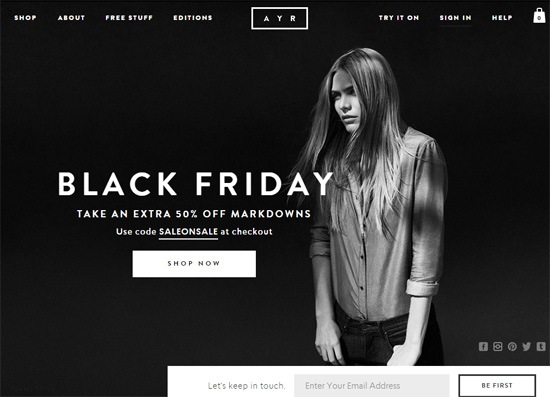 SHOP ABOUT FREE STUFF EDITIONS AYR TRY IT ON SIGN IN HELP 0
BLACK FRIDAY
TAKE AN EXTRA 50% OFF MARKDOWNS
Use code SALEONSALE at checkout
SHOP NOW
Let's keep in touch. Enter Your Email Address BE FIRST